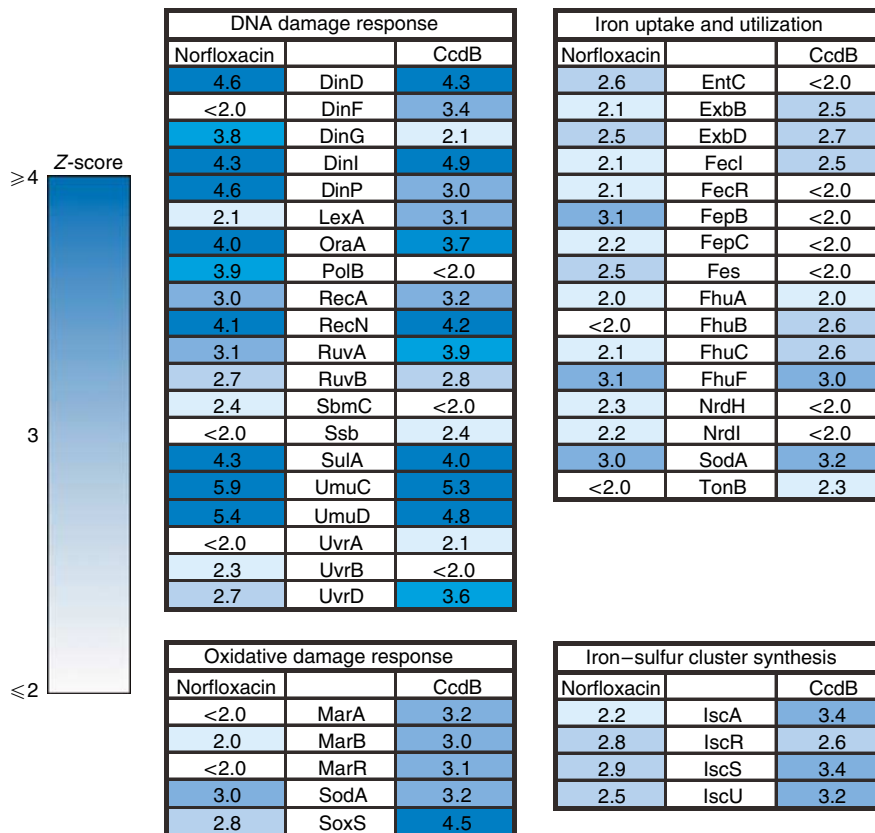 Z-score
⩾4
3
⩽2
DNA damage response
Norfloxacin CcdB
4.6 DinD 4.3
<2.0 DinF 3.4
3.8 DinG 2.1
4.3 DinI 4.9
4.6 DinP 3.0
2.1 LexA 3.1
4.0 OraA 3.7
3.9 PolB <2.0
3.0 RecA 3.2
4.1 RecN 4.2
3.1 RuvA 3.9
2.7 RuvB 2.8
2.4 SbmC <2.0
<2.0 Ssb 2.4
4.3 SulA 4.0
5.9 UmuC 5.3
5.4 UmuD 4.8
<2.0 UvrA 2.1
2.3 UvrB <2.0
2.7 UvrD 3.6
Iron uptake and utilization
Norfloxacin CcdB
2.6 EntC <2.0
2.1 ExbB 2.5
2.5 ExbD 2.7
2.1 FecI 2.5
2.1 FecR <2.0
3.1 FepB <2.0
2.2 FepC <2.0
2.5 Fes <2.0
2.0 FhuA 2.0
<2.0 FhuB 2.6
2.1 FhuC 2.6
3.1 FhuF 3.0
2.3 NrdH <2.0
2.2 NrdI <2.0
3.0 SodA 3.2
<2.0 TonB 2.3
Oxidative damage response
Norfloxacin CcdB
<2.0 MarA 3.2
2.0 MarB 3.0
<2.0 MarR 3.1
3.0 SodA 3.2
2.8 SoxS 4.5
Iron–sulfur cluster synthesis
Norfloxacin CcdB
2.2 IscA 3.4
2.8 IscR 2.6
2.9 IscS 3.4
2.5 IscU 3.2